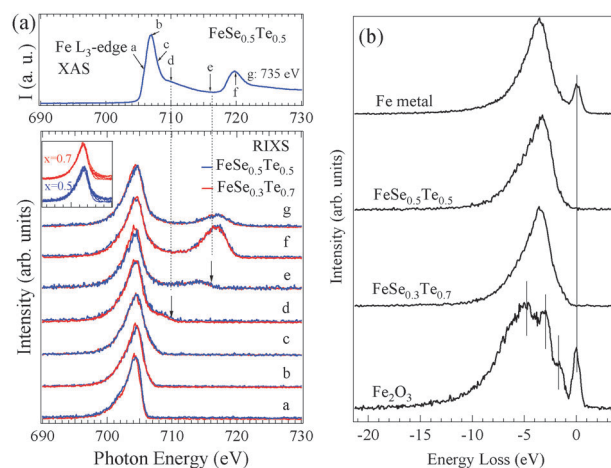 (a)
I (a. u.)
Fe L3-edge
XAS
FeSe0.5Te0.5
a
b
c
d
e
f
g: 735 eV
690 700 710 720 730
RIXS
FeSe0.5Te0.5
FeSe0.3Te0.7
x=0.7
x=0.5
g
f
e
d
c
b
a
Intensity (arb. units)
690 700 710 720 730
Photon Energy (eV)
(b)
Fe metal
FeSe0.5Te0.5
FeSe0.3Te0.7
Fe2O3
Intensity (arb. units)
-20 -15 -10 -5 0
Energy Loss (eV)